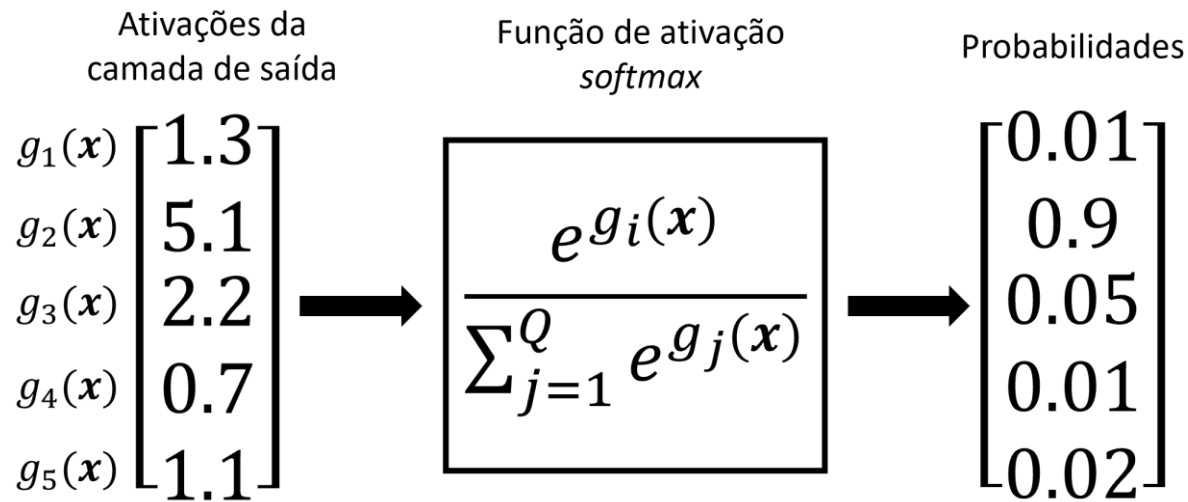 Ativações da
camada de saída
g₁(x) 1.3
g₂(x) 5.1
g₃(x) 2.2
g₄(x) 0.7
g₅(x) 1.1
Função de ativação
softmax
e^{gᵢ(x)}
∑_{j=1}^{Q} e^{gⱼ(x)}
Probabilidades
0.01
0.9
0.05
0.01
0.02